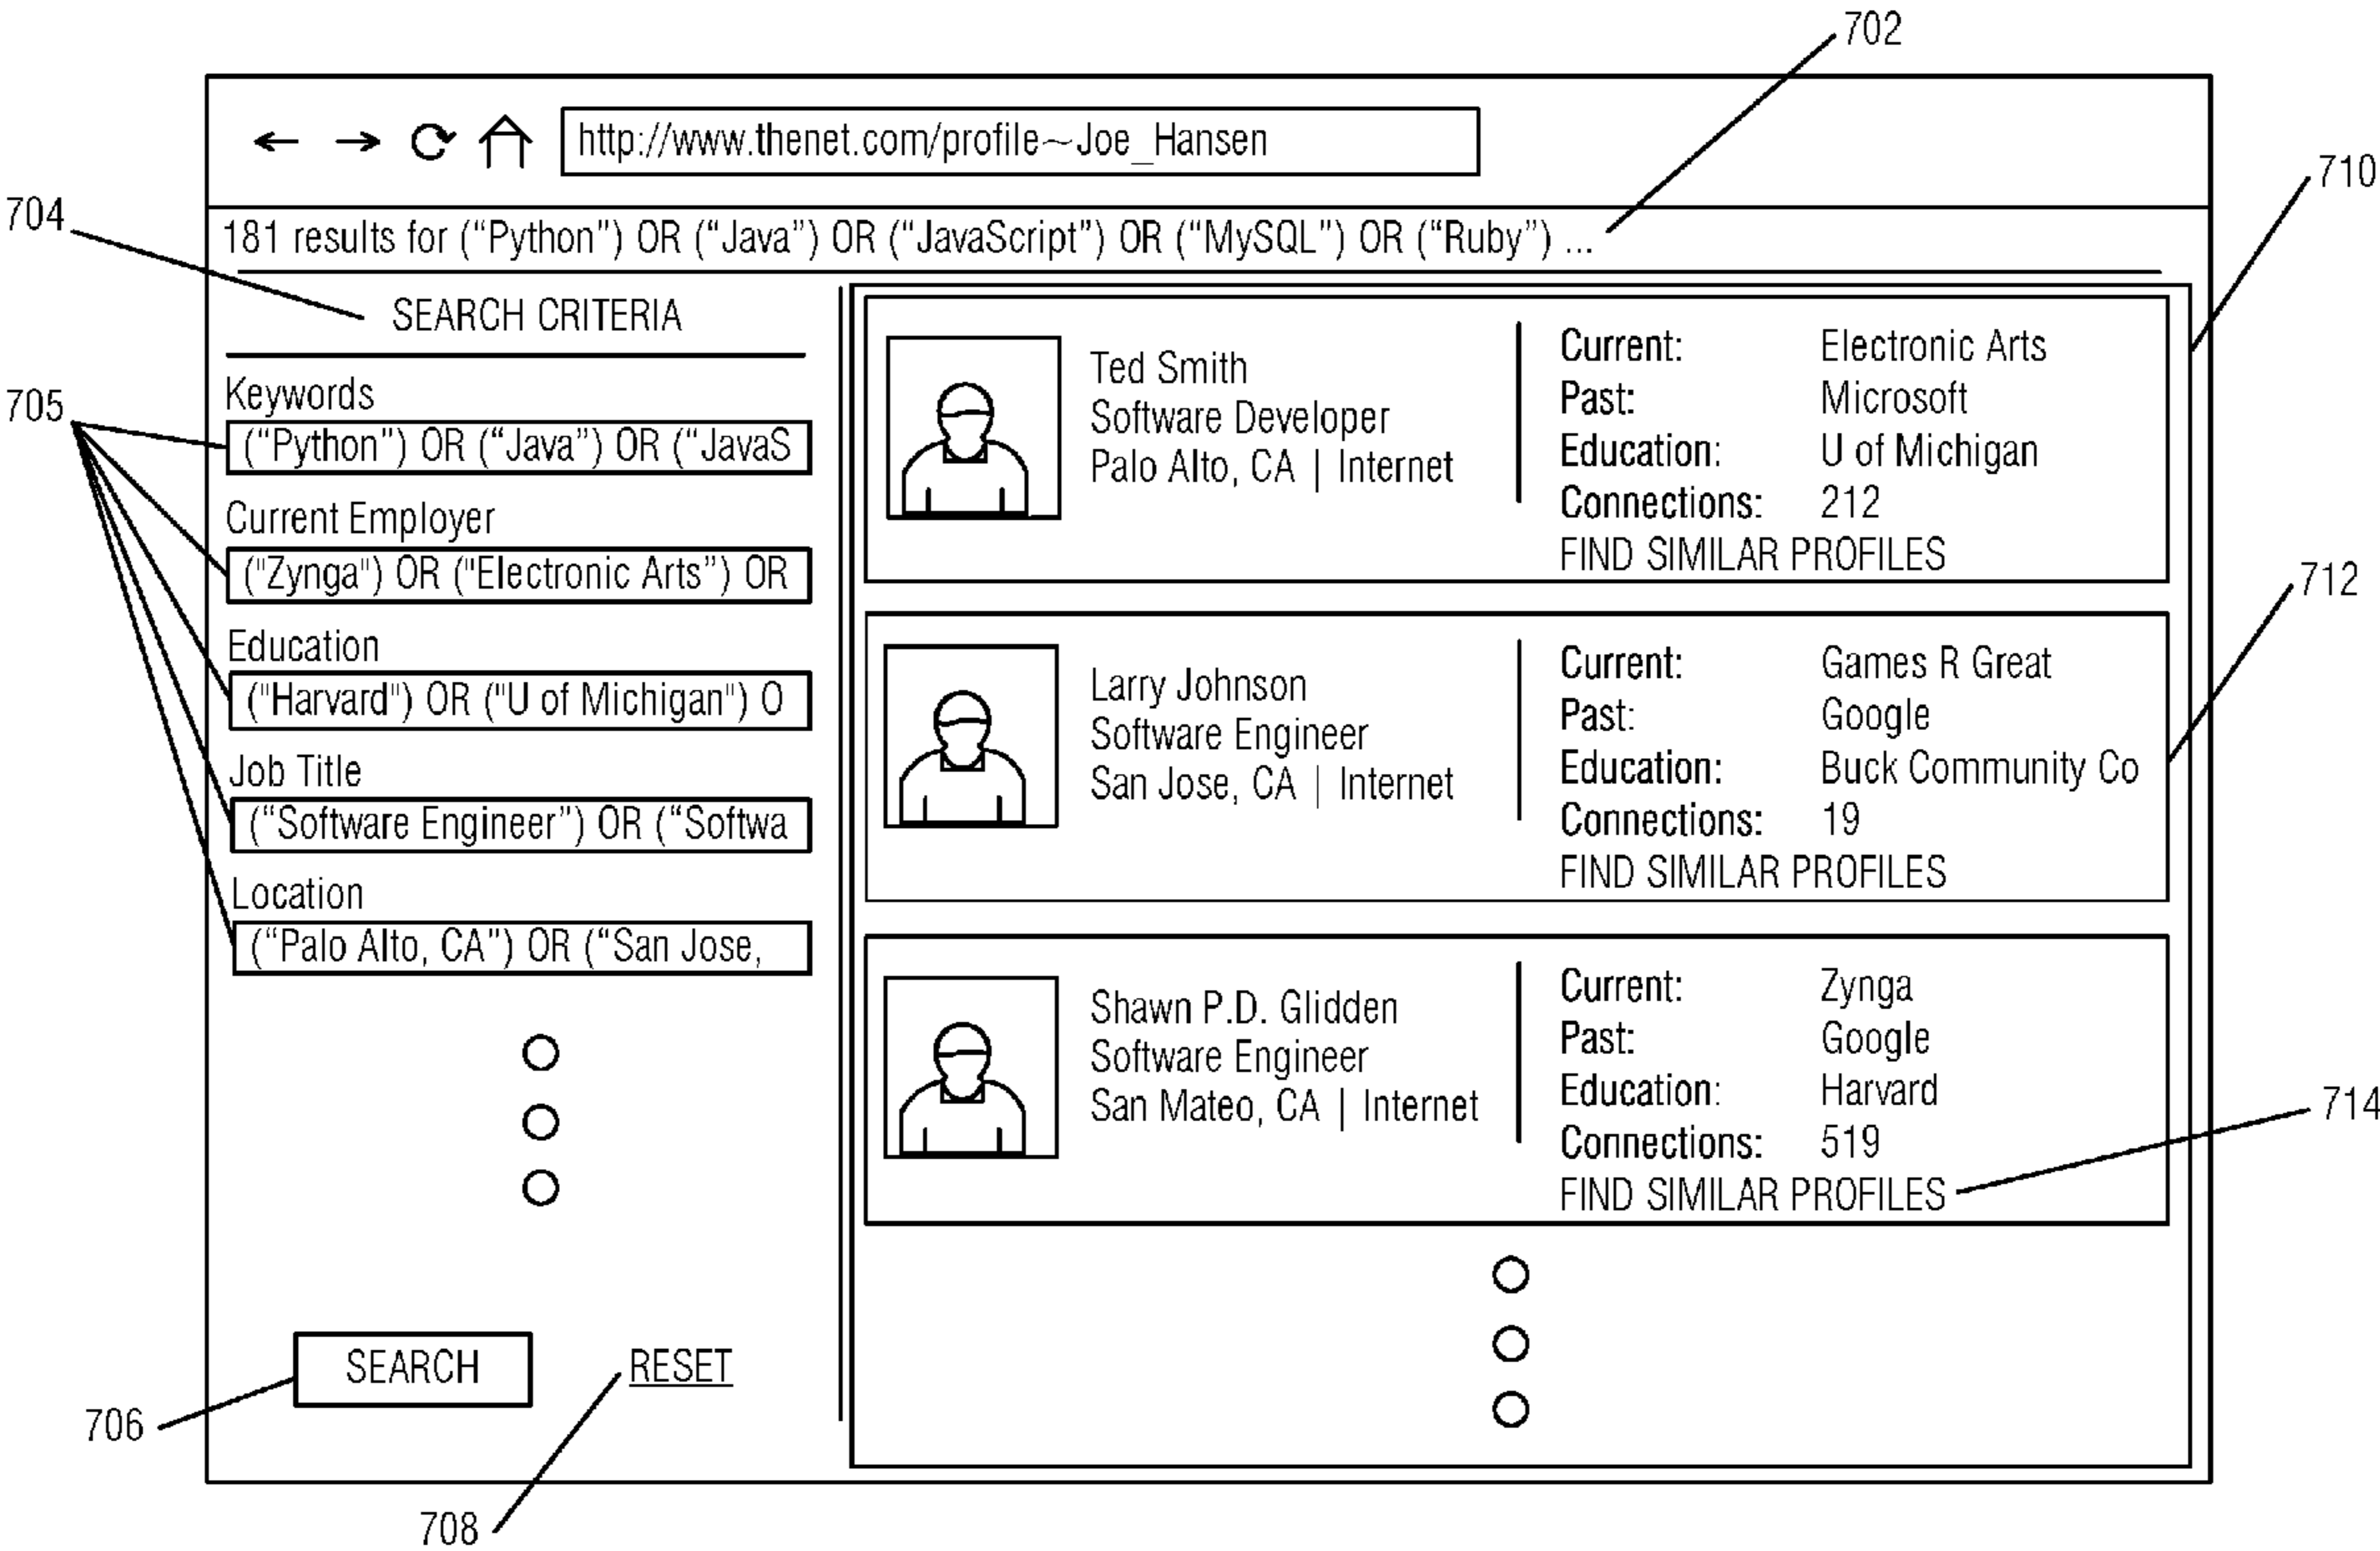 702
http://www.thenet.com/profile~Joe_Hansen
710
704
181 results for (“Python”) OR (“Java”) OR (“JavaScript”) OR (“MySQL”) OR (“Ruby”) ...
SEARCH CRITERIA
705
Keywords
(“Python”) OR (“Java”) OR (“JavaS
Current Employer
("Zynga") OR ("Electronic Arts”) OR
Education
("Harvard") OR ("U of Michigan") O
Job Title
(“Software Engineer”) OR (“Softwa
Location
(“Palo Alto, CA”) OR (“San Jose,
SEARCH
RESET
706
708
Ted Smith
Software Developer
Palo Alto, CA | Internet
Current: Electronic Arts
Past: Microsoft
Education: U of Michigan
Connections: 212
FIND SIMILAR PROFILES
712
Larry Johnson
Software Engineer
San Jose, CA | Internet
Current: Games R Great
Past: Google
Education: Buck Community Co
Connections: 19
FIND SIMILAR PROFILES
Shawn P.D. Glidden
Software Engineer
San Mateo, CA | Internet
Current: Zynga
Past: Google
Education: Harvard
Connections: 519
FIND SIMILAR PROFILES
714